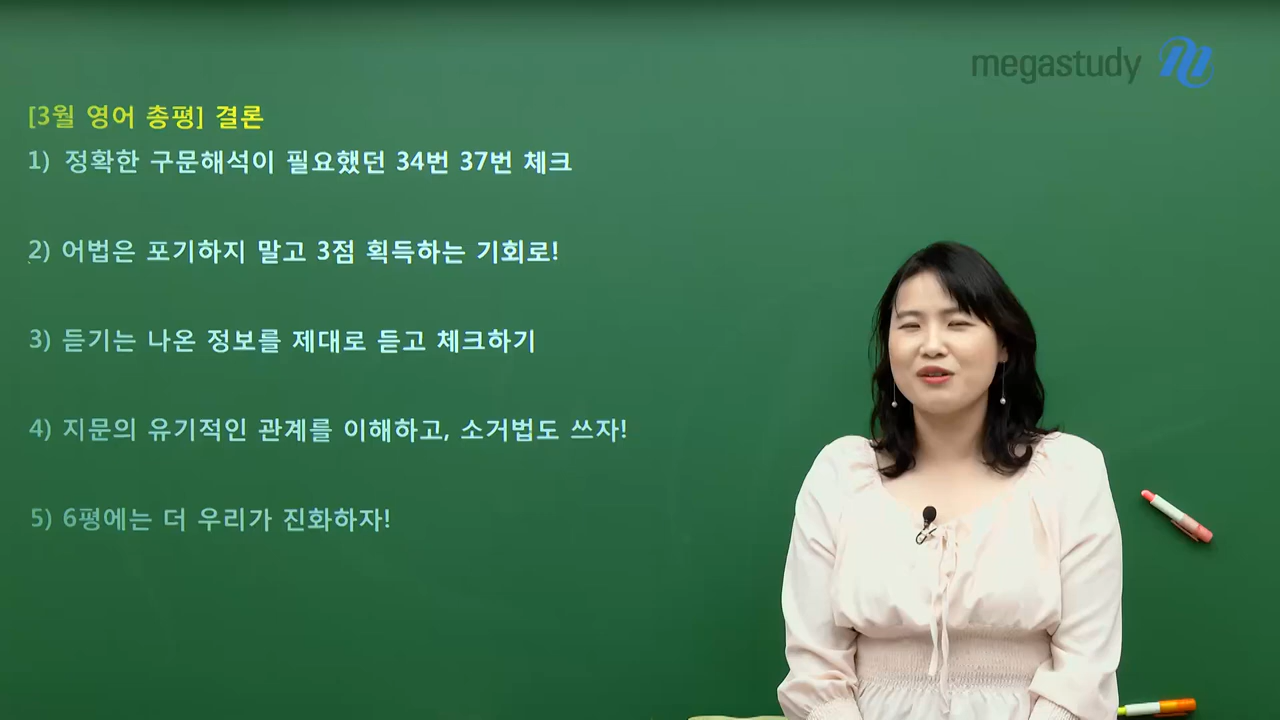 megastudy
[3월 영어 총평] 결론
1) 정확한 구문해석이 필요했던 34번 37번 체크
2) 어법은 포기하지 말고 3점 획득하는 기회로!
3) 듣기는 나온 정보를 제대로 듣고 체크하기
4) 지문의 유기적인 관계를 이해하고, 소거법도 쓰자!
5) 6평에는 더 우리가 진화하자!